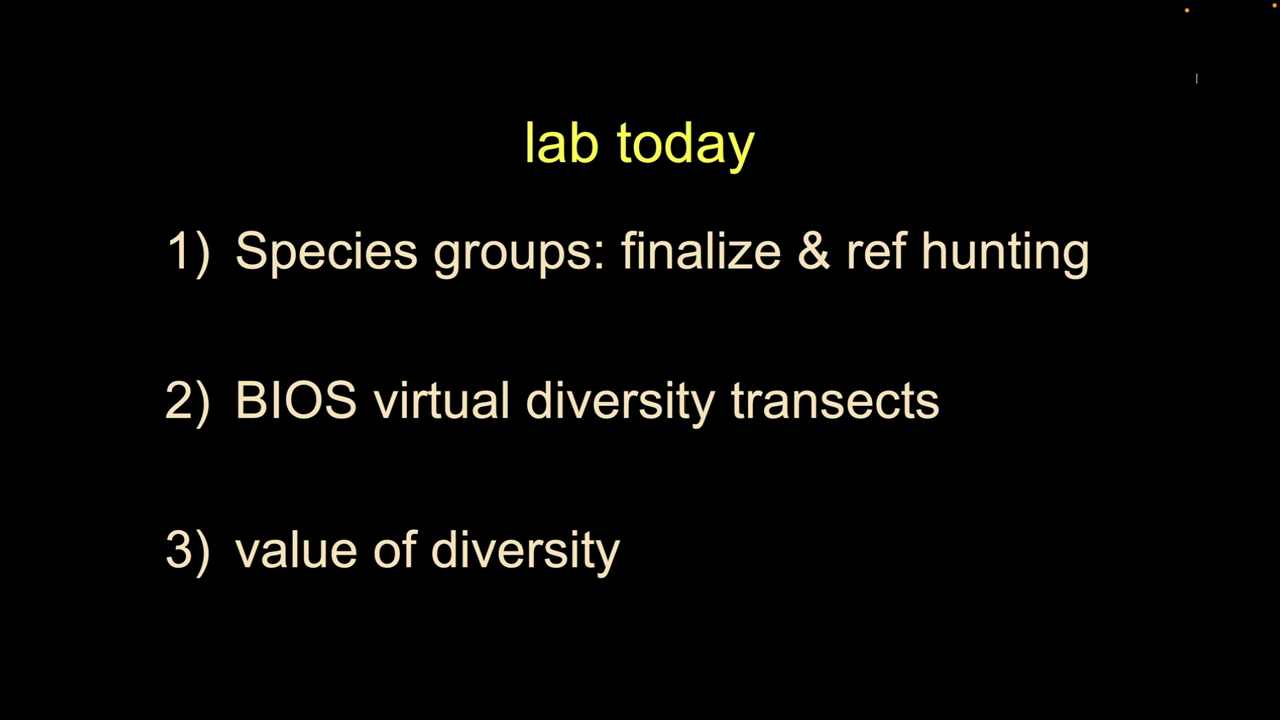 lab today
1) Species groups: finalize & ref hunting
2) BIOS virtual diversity transects
3) value of diversity